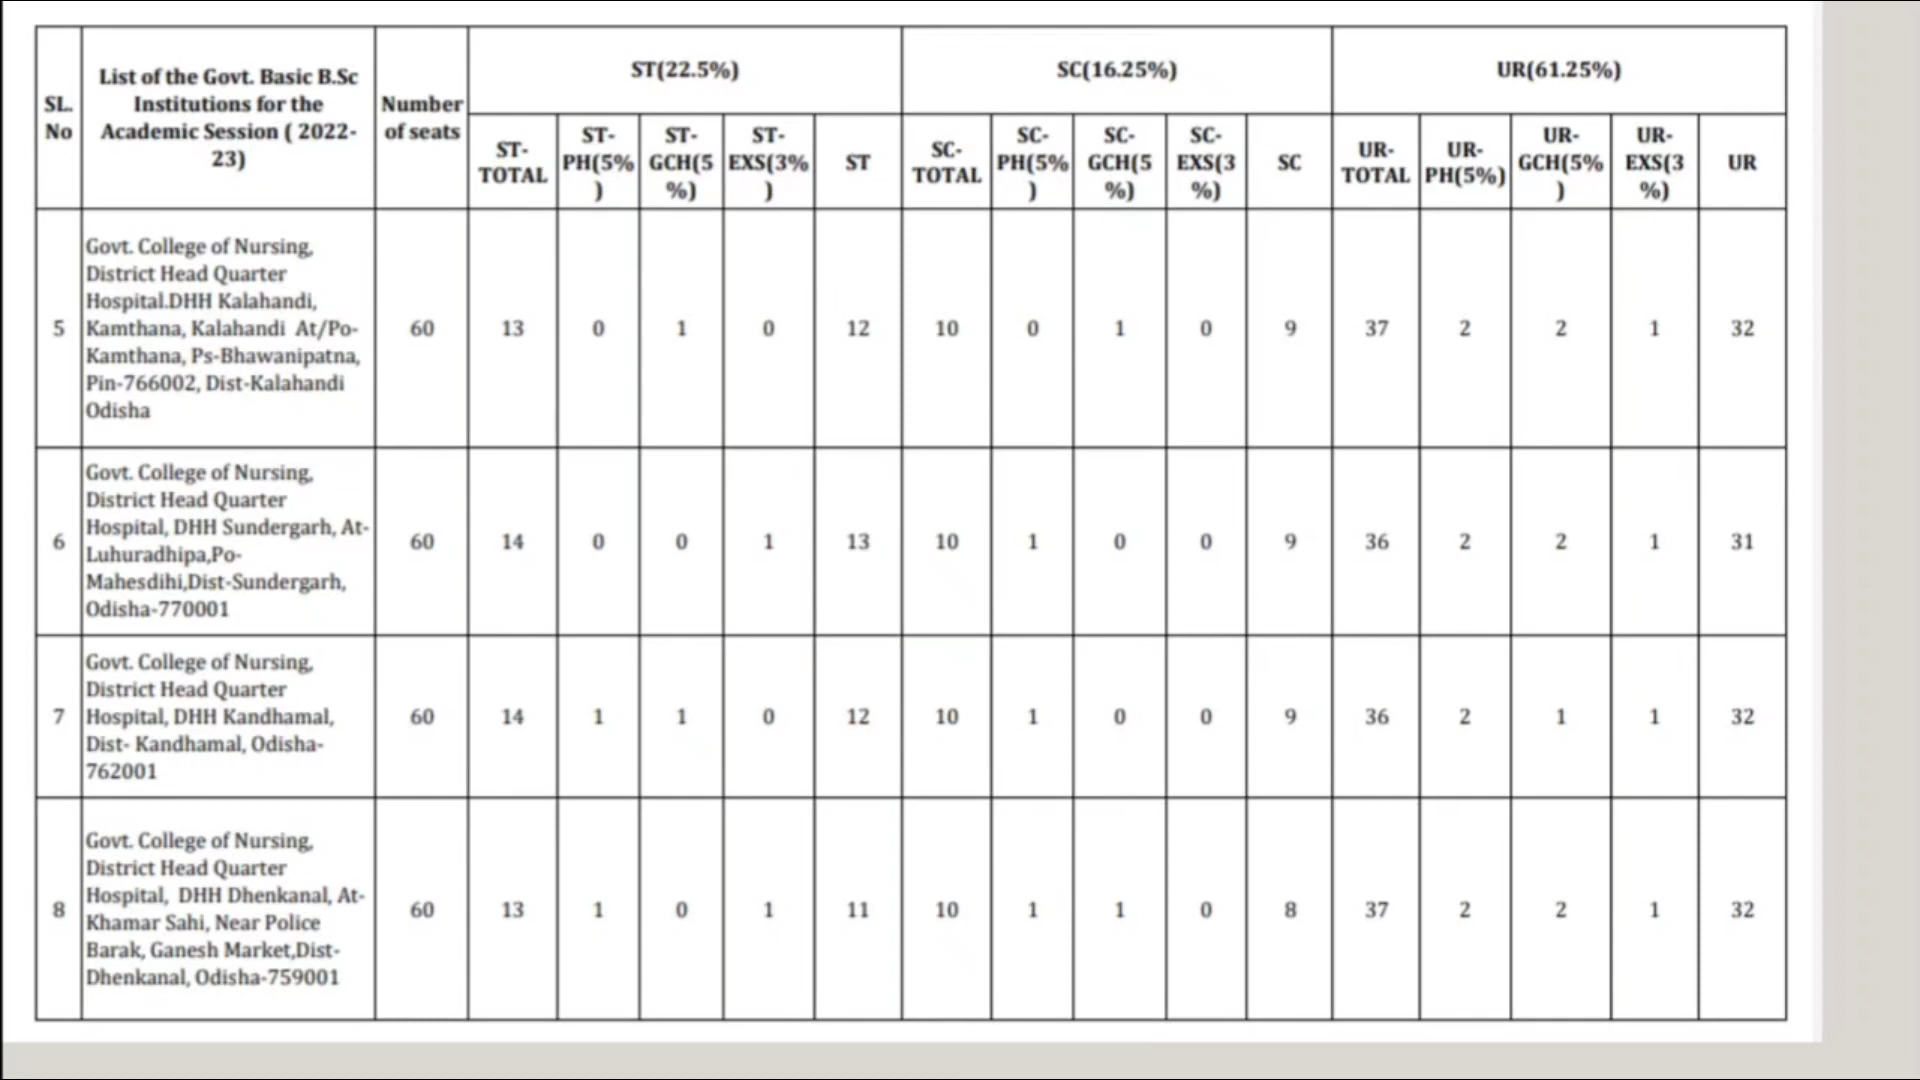 SL. No
List of the Govt. Basic B.Sc
Institutions for the
Academic Session ( 2022-
23)
Number
of seats
ST(22.5%)
SC(16.25%)
UR(61.25%)
ST-
TOTAL
ST-
PH(5%
)
ST-
GCH(5
%)
ST-
EXS(3%
)
ST
SC-
TOTAL
SC-
PH(5%
)
SC-
GCH(5
%)
SC-
EXS(3
%)
SC
UR-
TOTAL
UR-
PH(5%)
UR-
GCH(5%
)
UR-
EXS(3
%)
UR
5
Govt. College of Nursing,
District Head Quarter
Hospital.DHH Kalahandi,
Kamthana, Kalahandi At/Po-
Kamthana, Ps-Bhawanipatna,
Pin-766002, Dist-Kalahandi
Odisha
60 13 0 1 0 12 10 0 1 0 9 37 2 2 1 32
6
Govt. College of Nursing,
District Head Quarter
Hospital, DHH Sundergarh, At-
Luhuradhipa,Po-
Mahesdihi,Dist-Sundergarh,
Odisha-770001
60 14 0 0 1 13 10 1 0 0 9 36 2 2 1 31
7
Govt. College of Nursing,
District Head Quarter
Hospital, DHH Kandhamal,
Dist- Kandhamal, Odisha-
762001
60 14 1 1 0 12 10 1 0 0 9 36 2 1 1 32
8
Govt. College of Nursing,
District Head Quarter
Hospital, DHH Dhenkanal, At-
Khamar Sahi, Near Police
Barak, Ganesh Market,Dist-
Dhenkanal, Odisha-759001
60 13 1 0 1 11 10 1 1 0 8 37 2 2 1 32